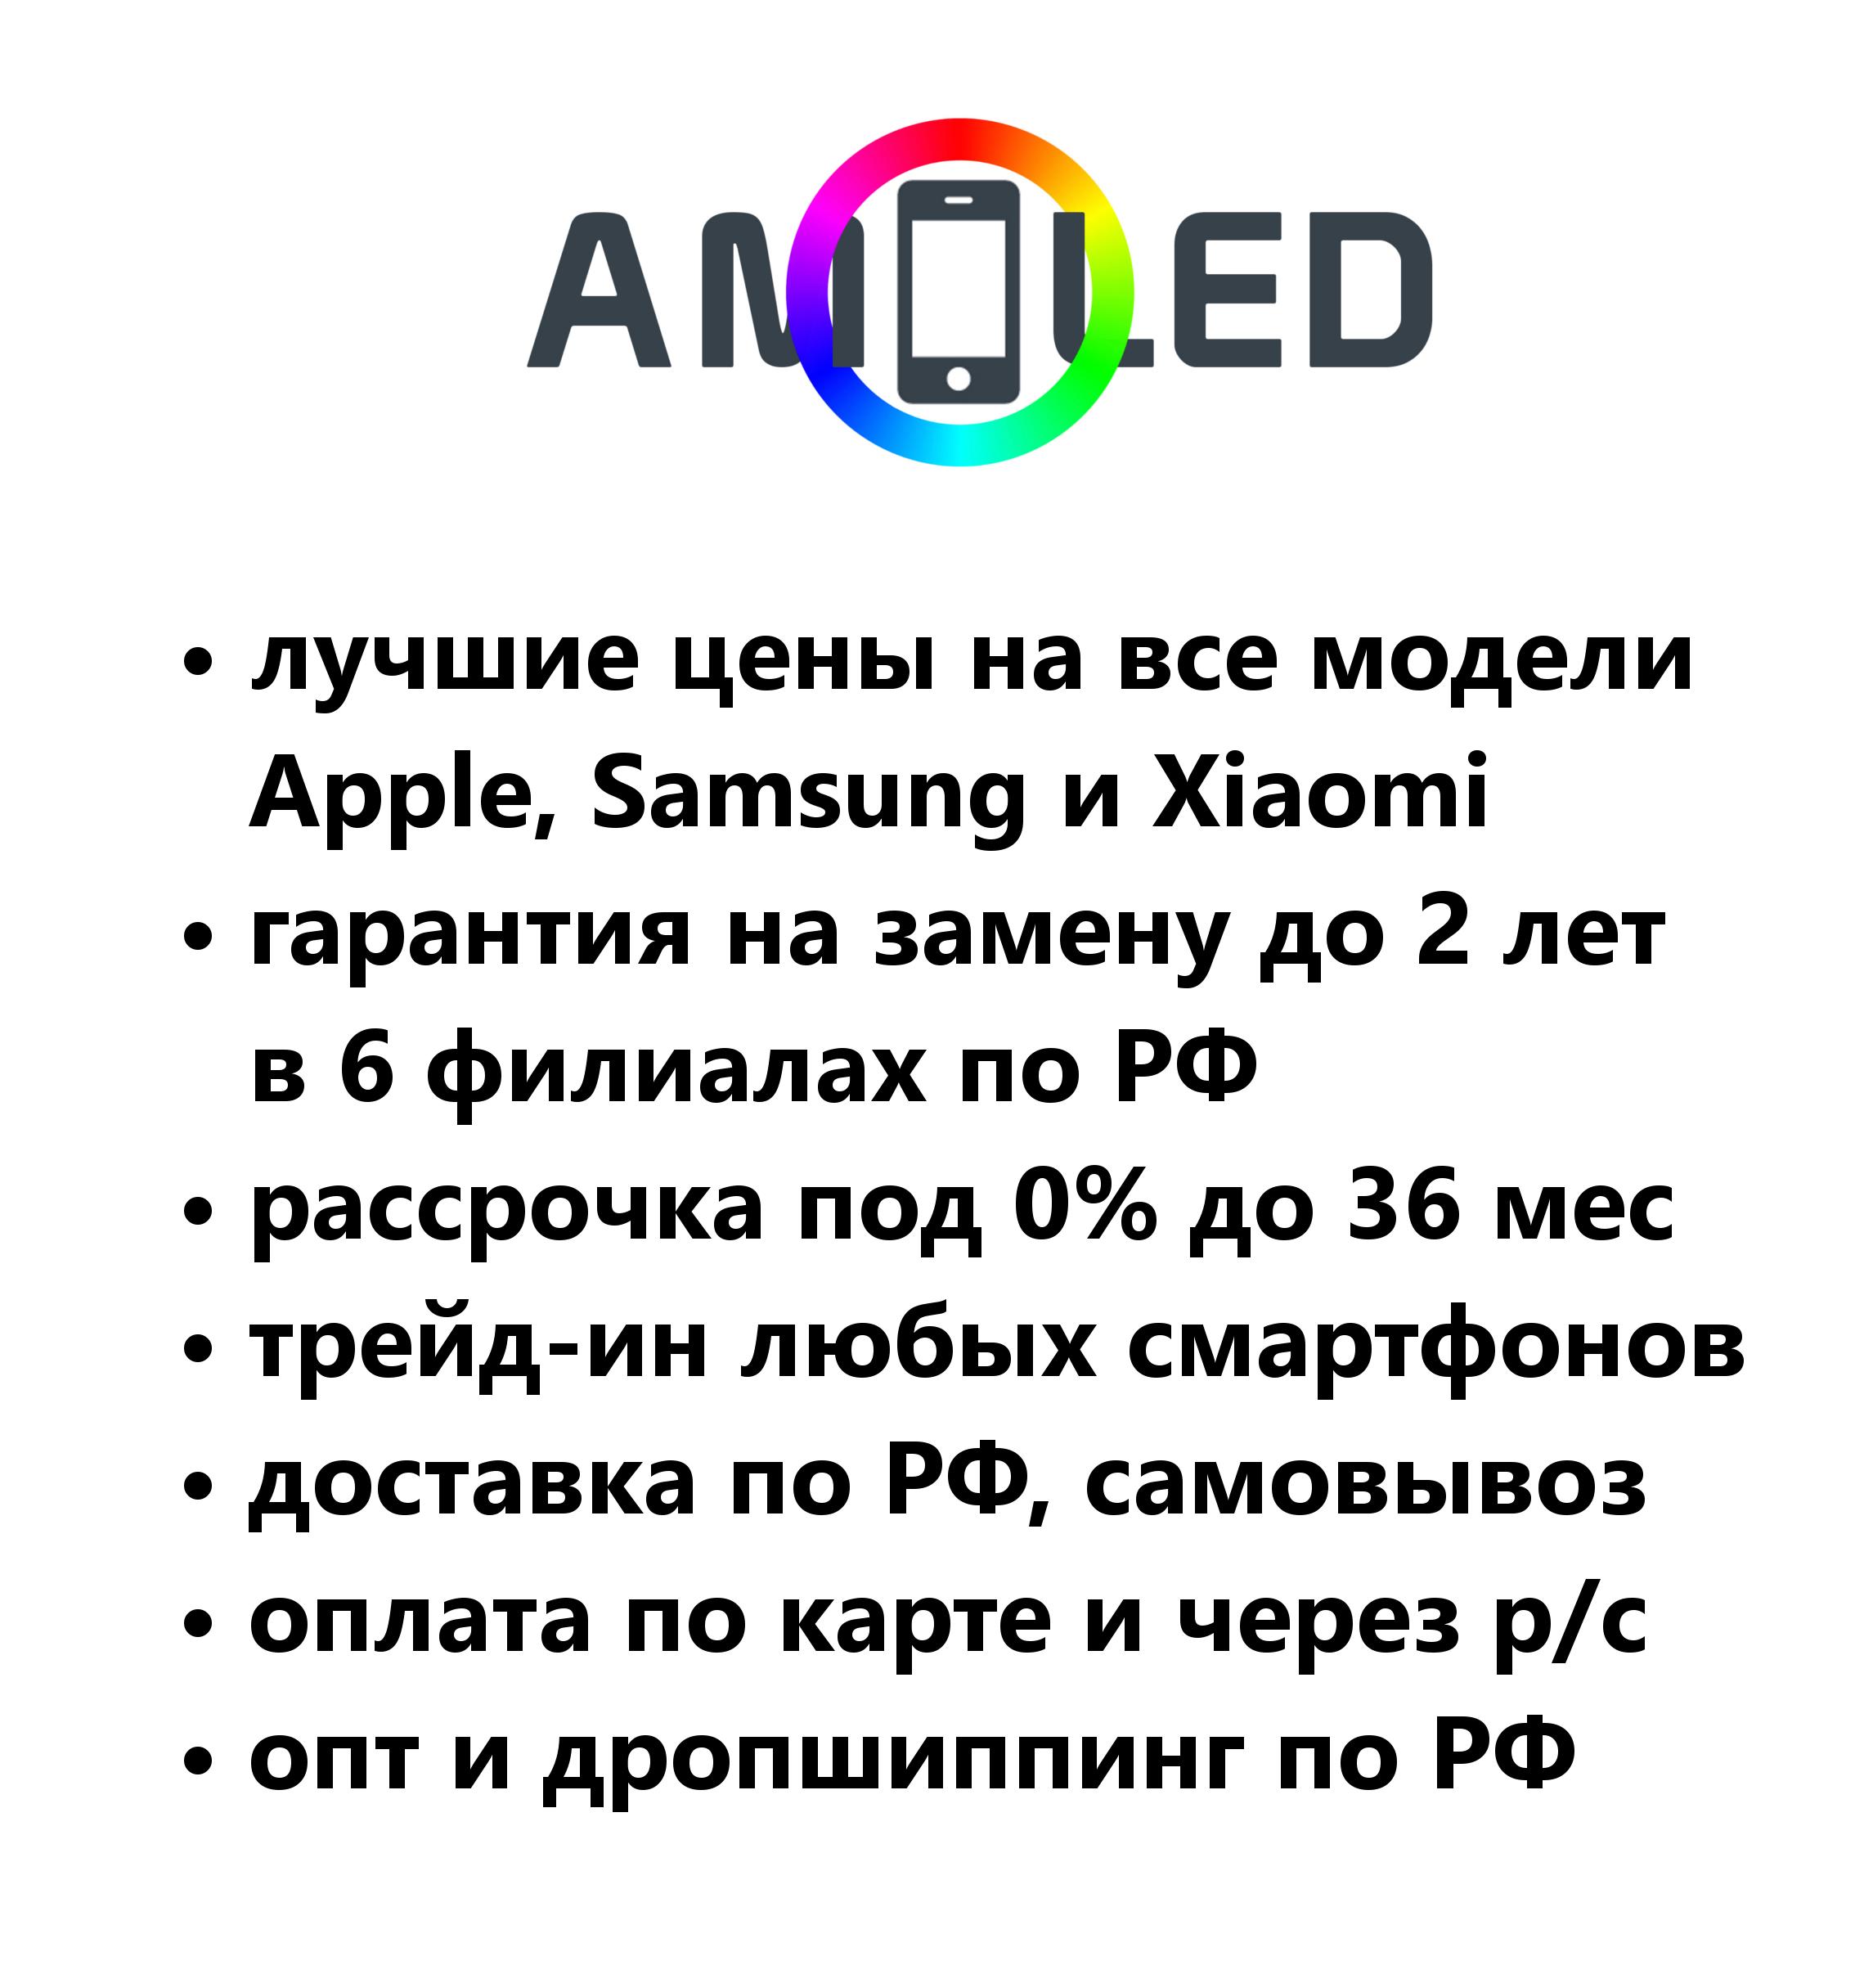 AMOLED
• лучшие цены на все модели
Apple, Samsung и Xiaomi
• гарантия на замену до 2 лет
в 6 филиалах по РФ
• рассрочка под 0% до 36 мес
• трейд-ин любых смартфонов
• доставка по РФ, самовывоз
• оплата по карте и через р/с
• опт и дропшиппинг по РФ